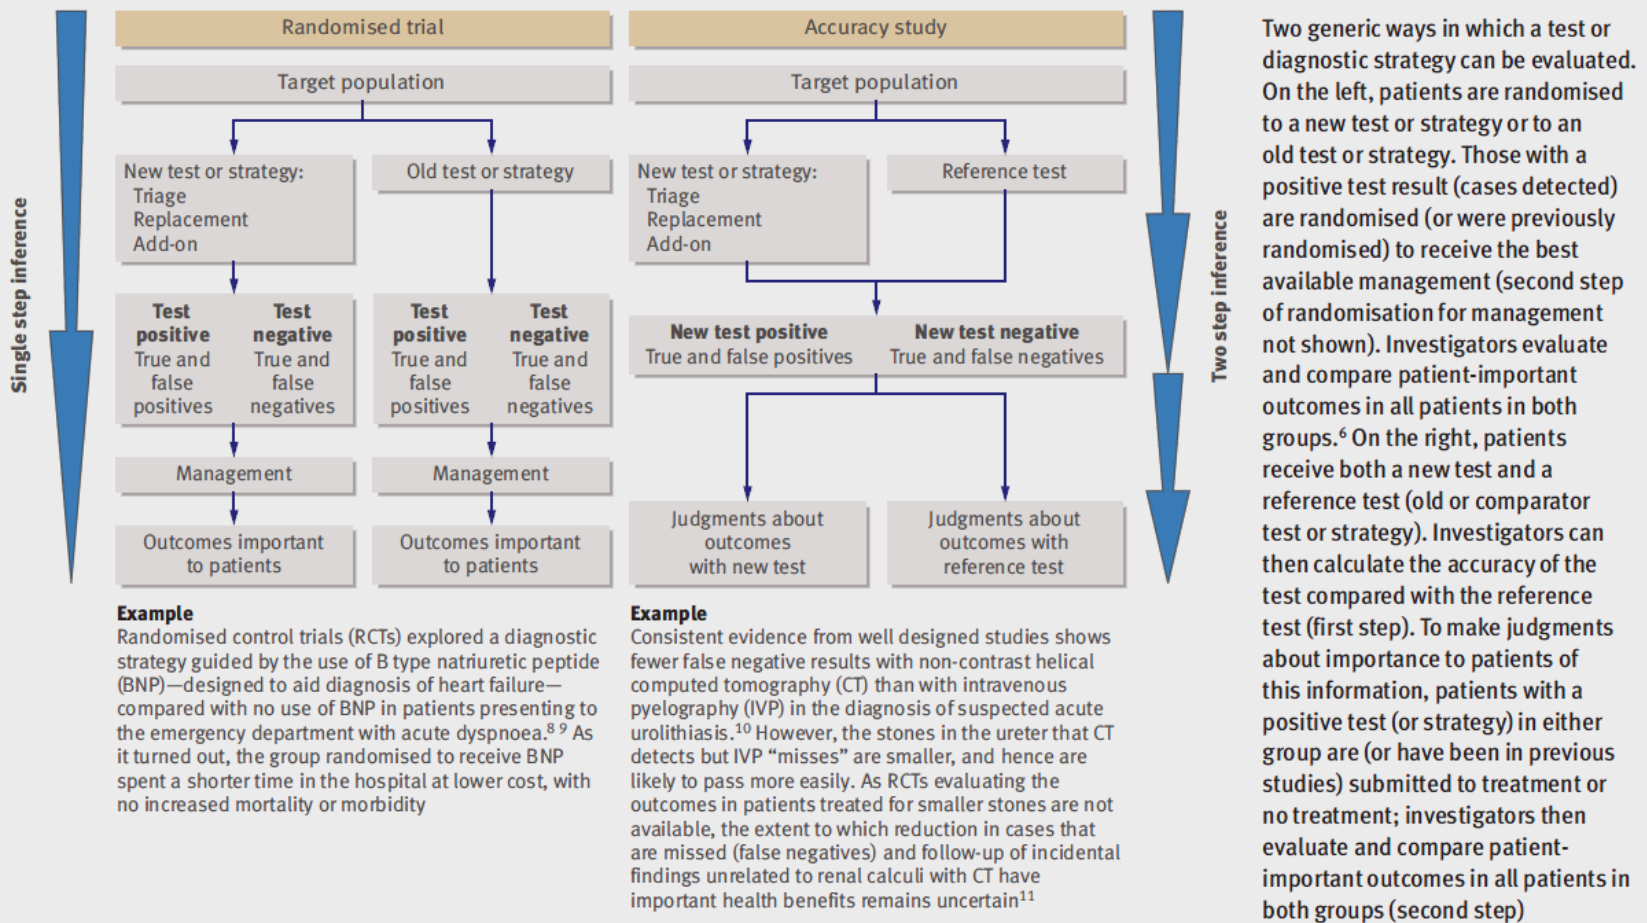 Single step inference
Randomised trial
Target population
New test or strategy:
Triage
Replacement
Add-on
Old test or strategy
Test
positive
True and
false
positives
Test
negative
True and
false
negatives
Test
positive
True and
false
positives
Test
negative
True and
false
negatives
Management
Management
Outcomes important
to patients
Outcomes important
to patients
Example
Randomised control trials (RCTs) explored a diagnostic
strategy guided by the use of B type natriuretic peptide
(BNP)—designed to aid diagnosis of heart failure—
compared with no use of BNP in patients presenting to
the emergency department with acute dyspnoea.8 9 As
it turned out, the group randomised to receive BNP
spent a shorter time in the hospital at lower cost, with
no increased mortality or morbidity
Accuracy study
Target population
New test or strategy:
Triage
Replacement
Add-on
Reference test
New test positive
True and false positives
New test negative
True and false negatives
Judgments about
outcomes
with new test
Judgments about
outcomes with
reference test
Example
Consistent evidence from well designed studies shows
fewer false negative results with non-contrast helical
computed tomography (CT) than with intravenous
pyelography (IVP) in the diagnosis of suspected acute
urolithiasis.10 However, the stones in the ureter that CT
detects but IVP “misses” are smaller, and hence are
likely to pass more easily. As RCTs evaluating the
outcomes in patients treated for smaller stones are not
available, the extent to which reduction in cases that
are missed (false negatives) and follow-up of incidental
findings unrelated to renal calculi with CT have
important health benefits remains uncertain11
Two step inference
Two generic ways in which a test or
diagnostic strategy can be evaluated.
On the left, patients are randomised
to a new test or strategy or to an
old test or strategy. Those with a
positive test result (cases detected)
are randomised (or were previously
randomised) to receive the best
available management (second step
of randomisation for management
not shown). Investigators evaluate
and compare patient-important
outcomes in all patients in both
groups.6 On the right, patients
receive both a new test and a
reference test (old or comparator
test or strategy). Investigators can
then calculate the accuracy of the
test compared with the reference
test (first step). To make judgments
about importance to patients of
this information, patients with a
positive test (or strategy) in either
group are (or have been in previous
studies) submitted to treatment or
no treatment; investigators then
evaluate and compare patient-
important outcomes in all patients in
both groups (second step)